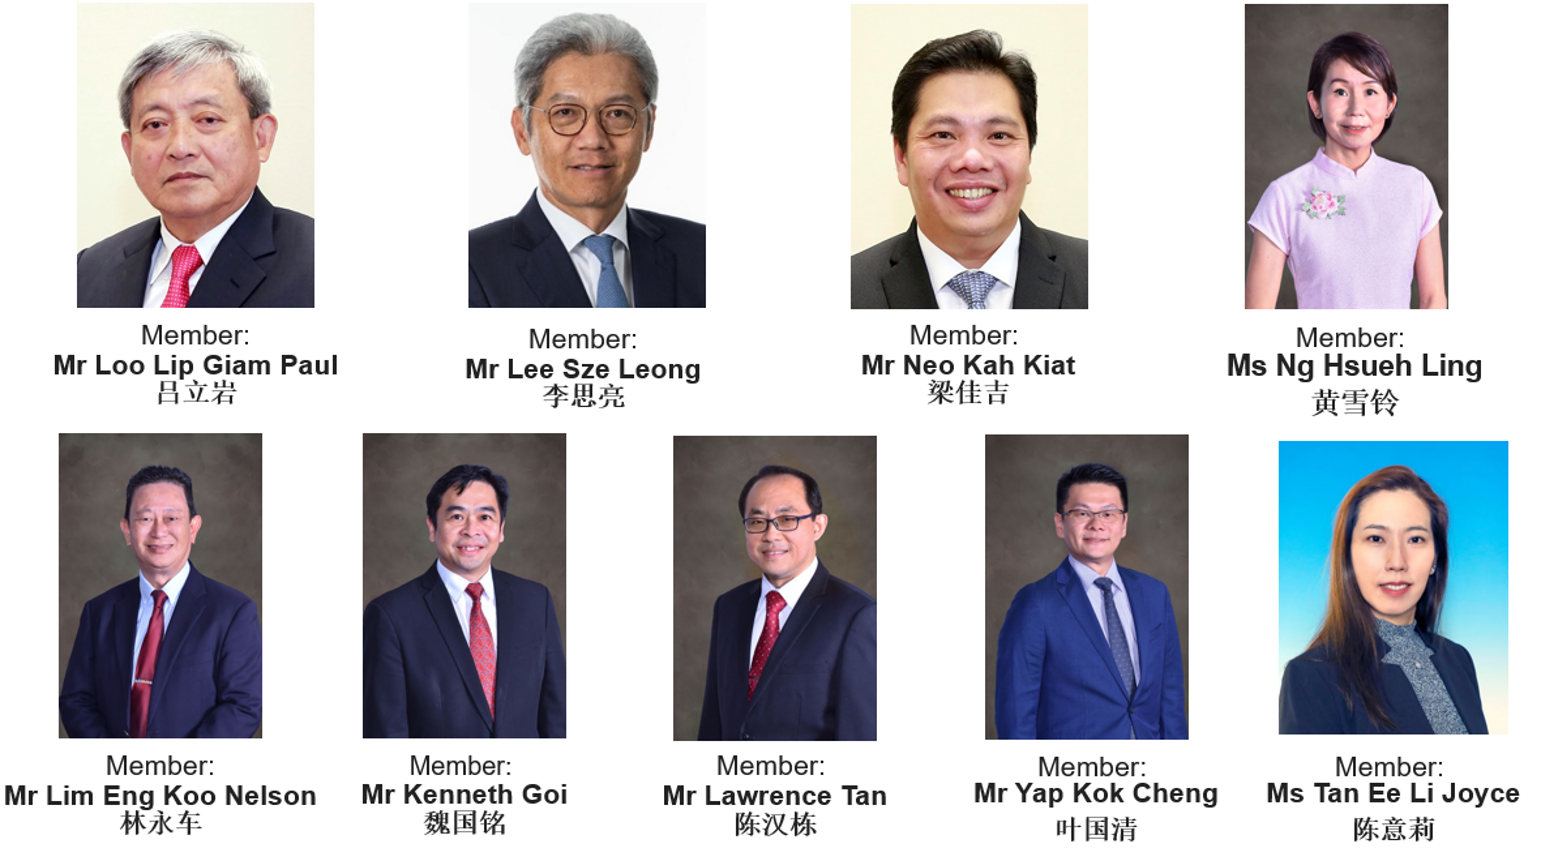 Member:
Mr Loo Lip Giam Paul
吕立岩
Member:
Mr Lee Sze Leong
李思亮
Member:
Mr Neo Kah Kiat
梁佳吉
Member:
Ms Ng Hsueh Ling
黄雪铃
Member:
Mr Lim Eng Koo Nelson
林永车
Member:
Mr Kenneth Goi
魏国铭
Member:
Mr Lawrence Tan
陈汉栋
Member:
Mr Yap Kok Cheng
叶国清
Member:
Ms Tan Ee Li Joyce
陈意莉